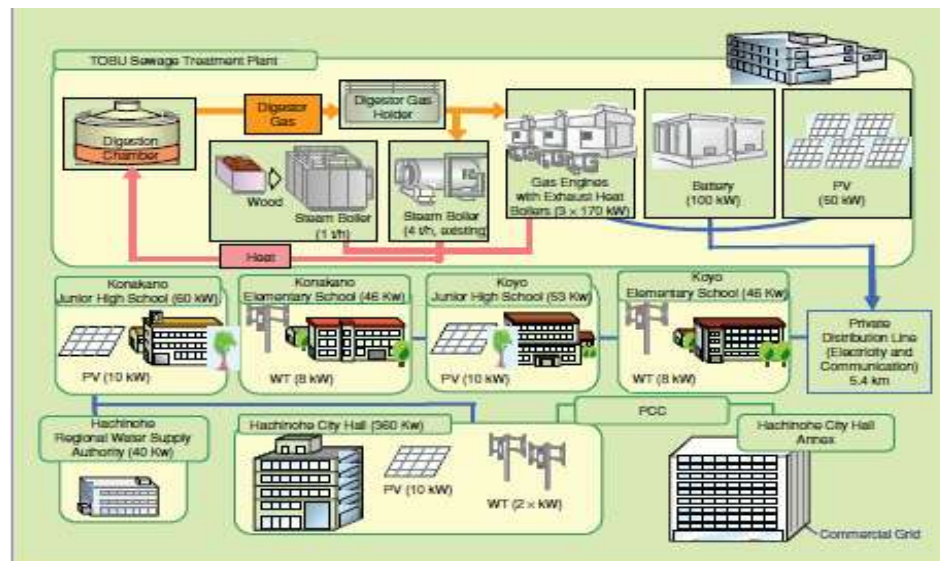 TOBU Sewage Treatment Plant
Digestion
Chamber
Digestor
Gas
Digestor Gas
Holder
Wood
Steam Boiler
(1 t/h)
Steam Boiler
(4 t/h, existing)
Gas Engines
with Exhaust Heat
Boilers (3 × 170 kW)
Battery
(100 kW)
PV
(50 kW)
Heat
Konakano
Junior High School (60 kW)
PV (10 kW)
Konakano
Elementary School (46 Kw)
WT (8 kW)
Koyo
Junior High School (53 Kw)
PV (10 kW)
Koyo
Elementary School (46 Kw)
WT (8 kW)
Private
Distribution Line
(Electricity and
Communication)
5.4 km
Hachinohe
Regional Water Supply
Authority (40 Kw)
Hachinohe City Hall (360 Kw)
PV (10 kW)
WT (2 × kW)
PCC
Hachinohe City Hall
Annex
Commercial Grid